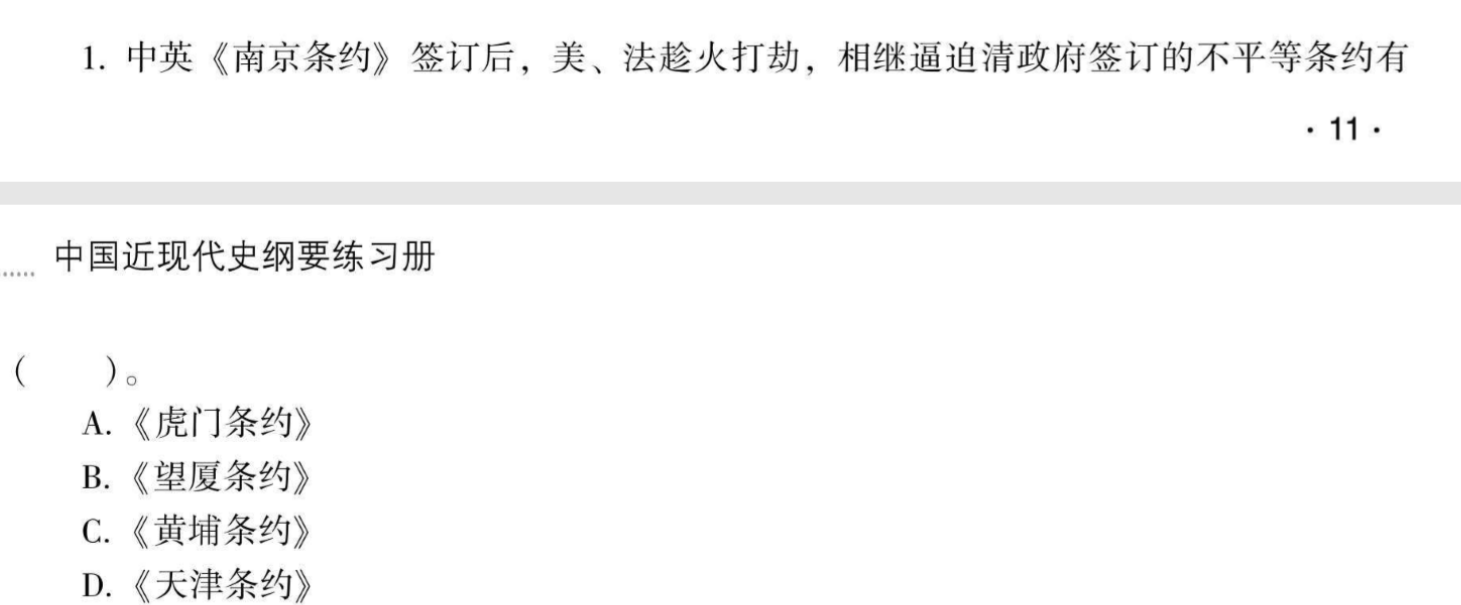 1. 中英《南京条约》签订后，美、法趁火打劫，相继逼迫清政府签订的不平等条约有
· 11 ·
中国近现代史纲要练习册
（　　）。
A.《虎门条约》
B.《望厦条约》
C.《黄埔条约》
D.《天津条约》